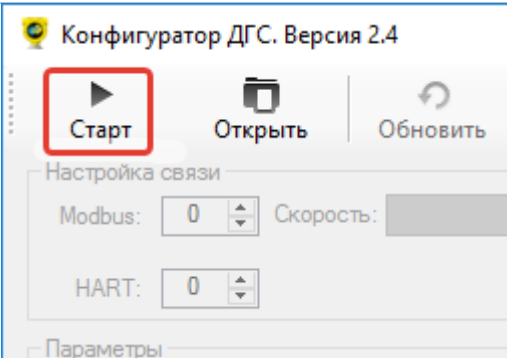 Конфигуратор ДГС. Версия 2.4
Старт Открыть Обновить
Настройка связи
Modbus: 0 Скорость:
HART: 0
Параметры